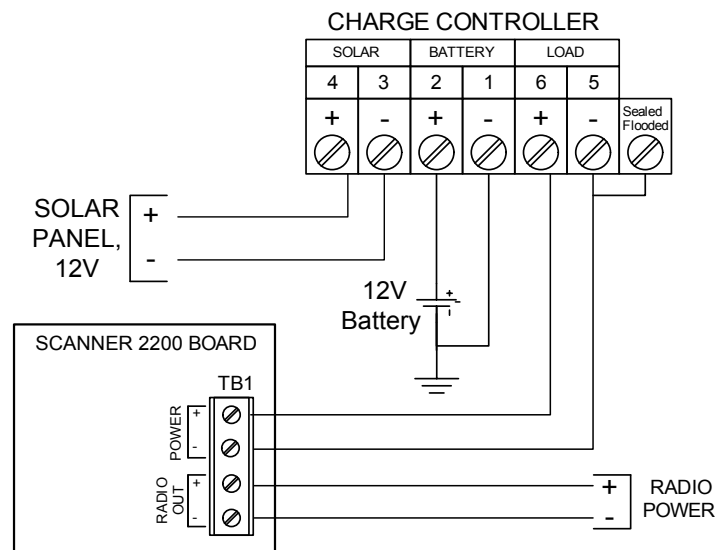 CHARGE CONTROLLER
SOLAR BATTERY LOAD
4 3 2 1 6 5
+ - + - + - Sealed
Flooded
SOLAR
PANEL,
12V
+
-
12V
Battery
+
-
SCANNER 2200 BOARD
TB1
POWER
+
-
RADIO
OUT
+
-
+
-
RADIO
POWER